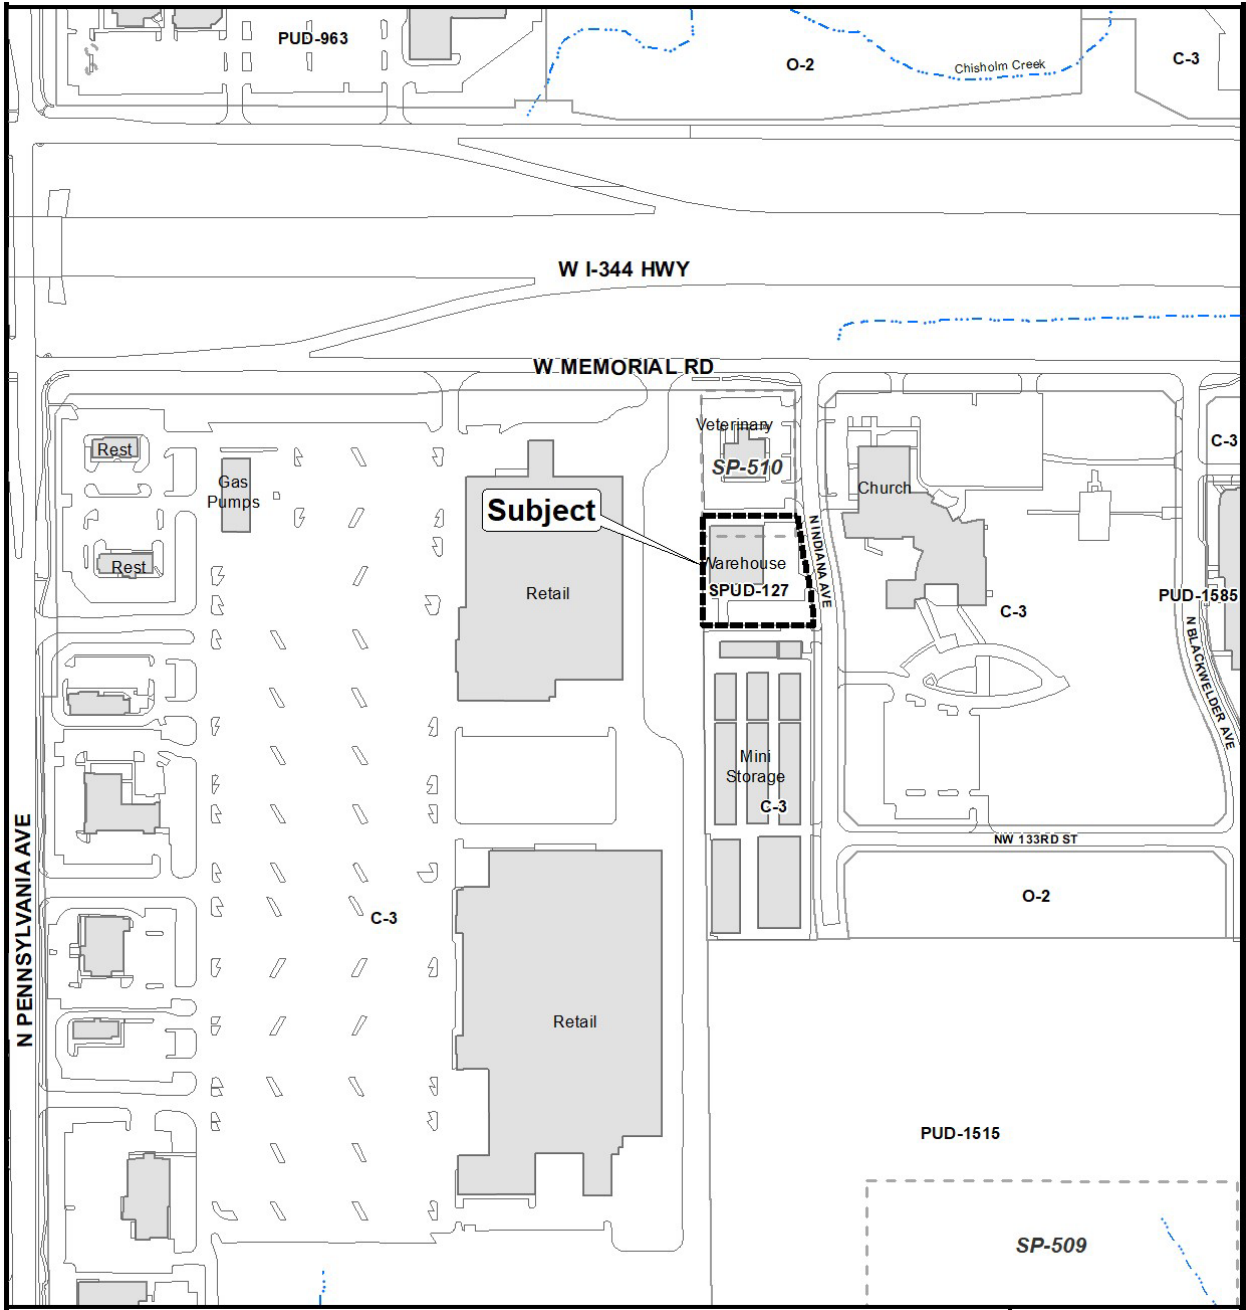 PUD-963
O-2
Chisholm Creek
C-3
W I-344 HWY
W MEMORIAL RD
Rest
Gas
Pumps
Veterinary
SP-510
Church
C-3
Subject
Rest
Retail
Warehouse
SPUD-127
N INDIANA AVE
C-3
PUD-1585
N BLACKWELDER AVE
Mini
Storage
C-3
NW 133RD ST
N PENNSYLVANIA AVE
C-3
O-2
Retail
PUD-1515
SP-509